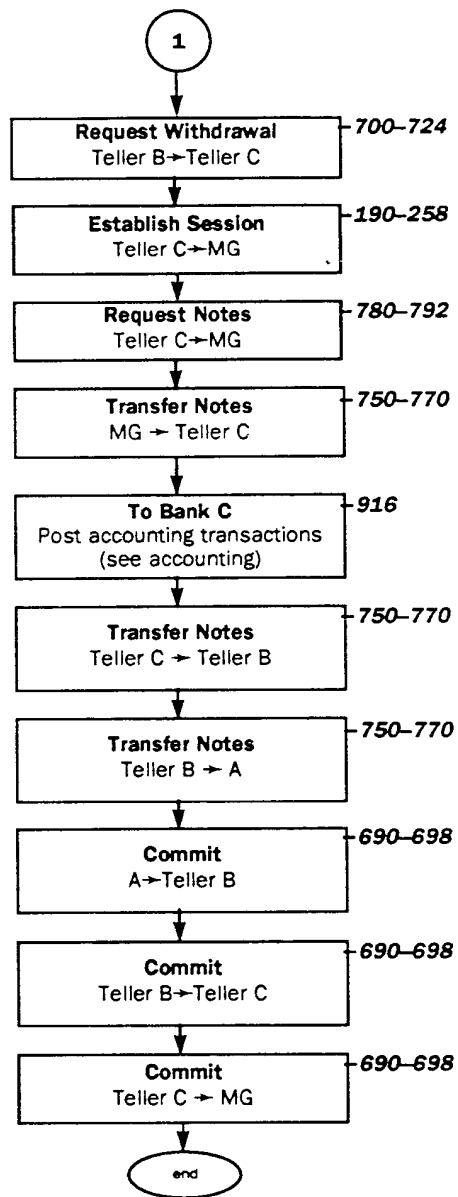 1
Request Withdrawal
Teller B→Teller C
700–724
Establish Session
Teller C→MG
190–258
Request Notes
Teller C→MG
780–792
Transfer Notes
MG → Teller C
750–770
To Bank C
Post accounting transactions
(see accounting)
916
Transfer Notes
Teller C → Teller B
750–770
Transfer Notes
Teller B → A
750–770
Commit
A→Teller B
690–698
Commit
Teller B→Teller C
690–698
Commit
Teller C → MG
690–698
end